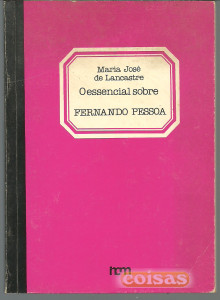 Maria José
de Lancastre
O essencial sobre
FERNANDO PESSOA
coisas